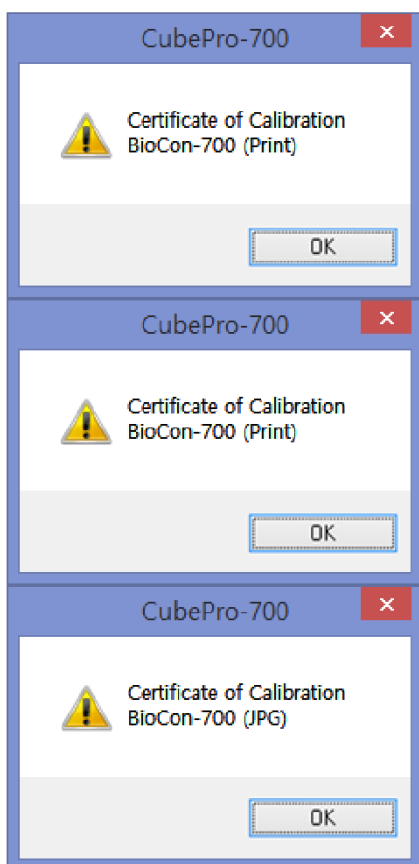 CubePro-700
Certificate of Calibration
BioCon-700 (Print)
OK
CubePro-700
Certificate of Calibration
BioCon-700 (Print)
OK
CubePro-700
Certificate of Calibration
BioCon-700 (JPG)
OK